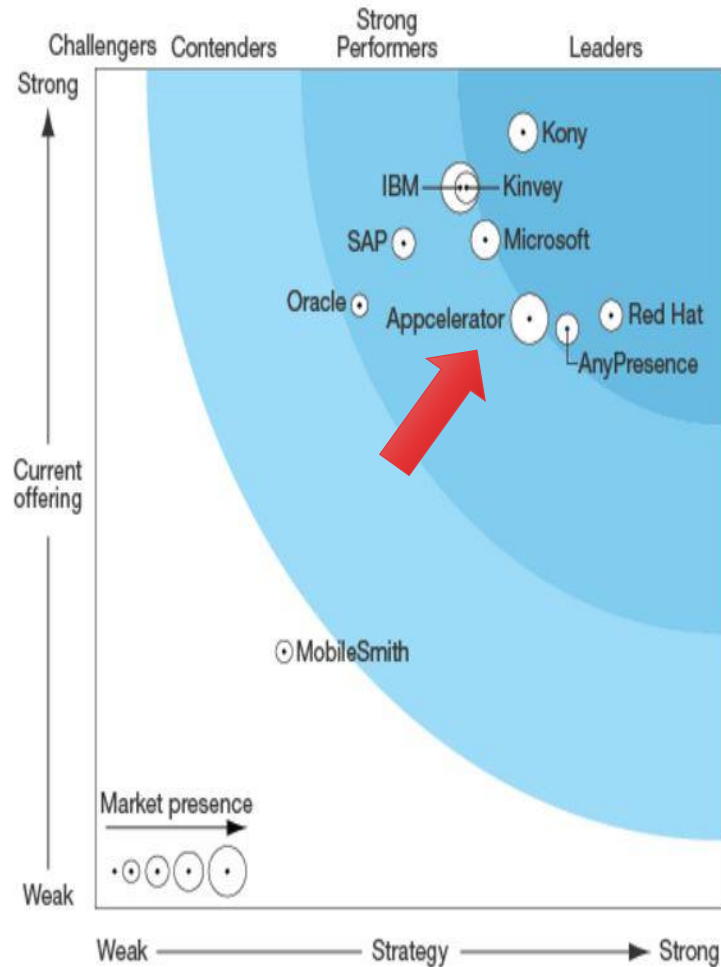 Challengers
Contenders
Strong
Performers
Leaders
Strong
Kony
IBM
Kinvey
SAP
Microsoft
Oracle
Appcelerator
Red Hat
AnyPresence
Current
offering
MobileSmith
Market presence
Weak
Weak
Strategy
Strong